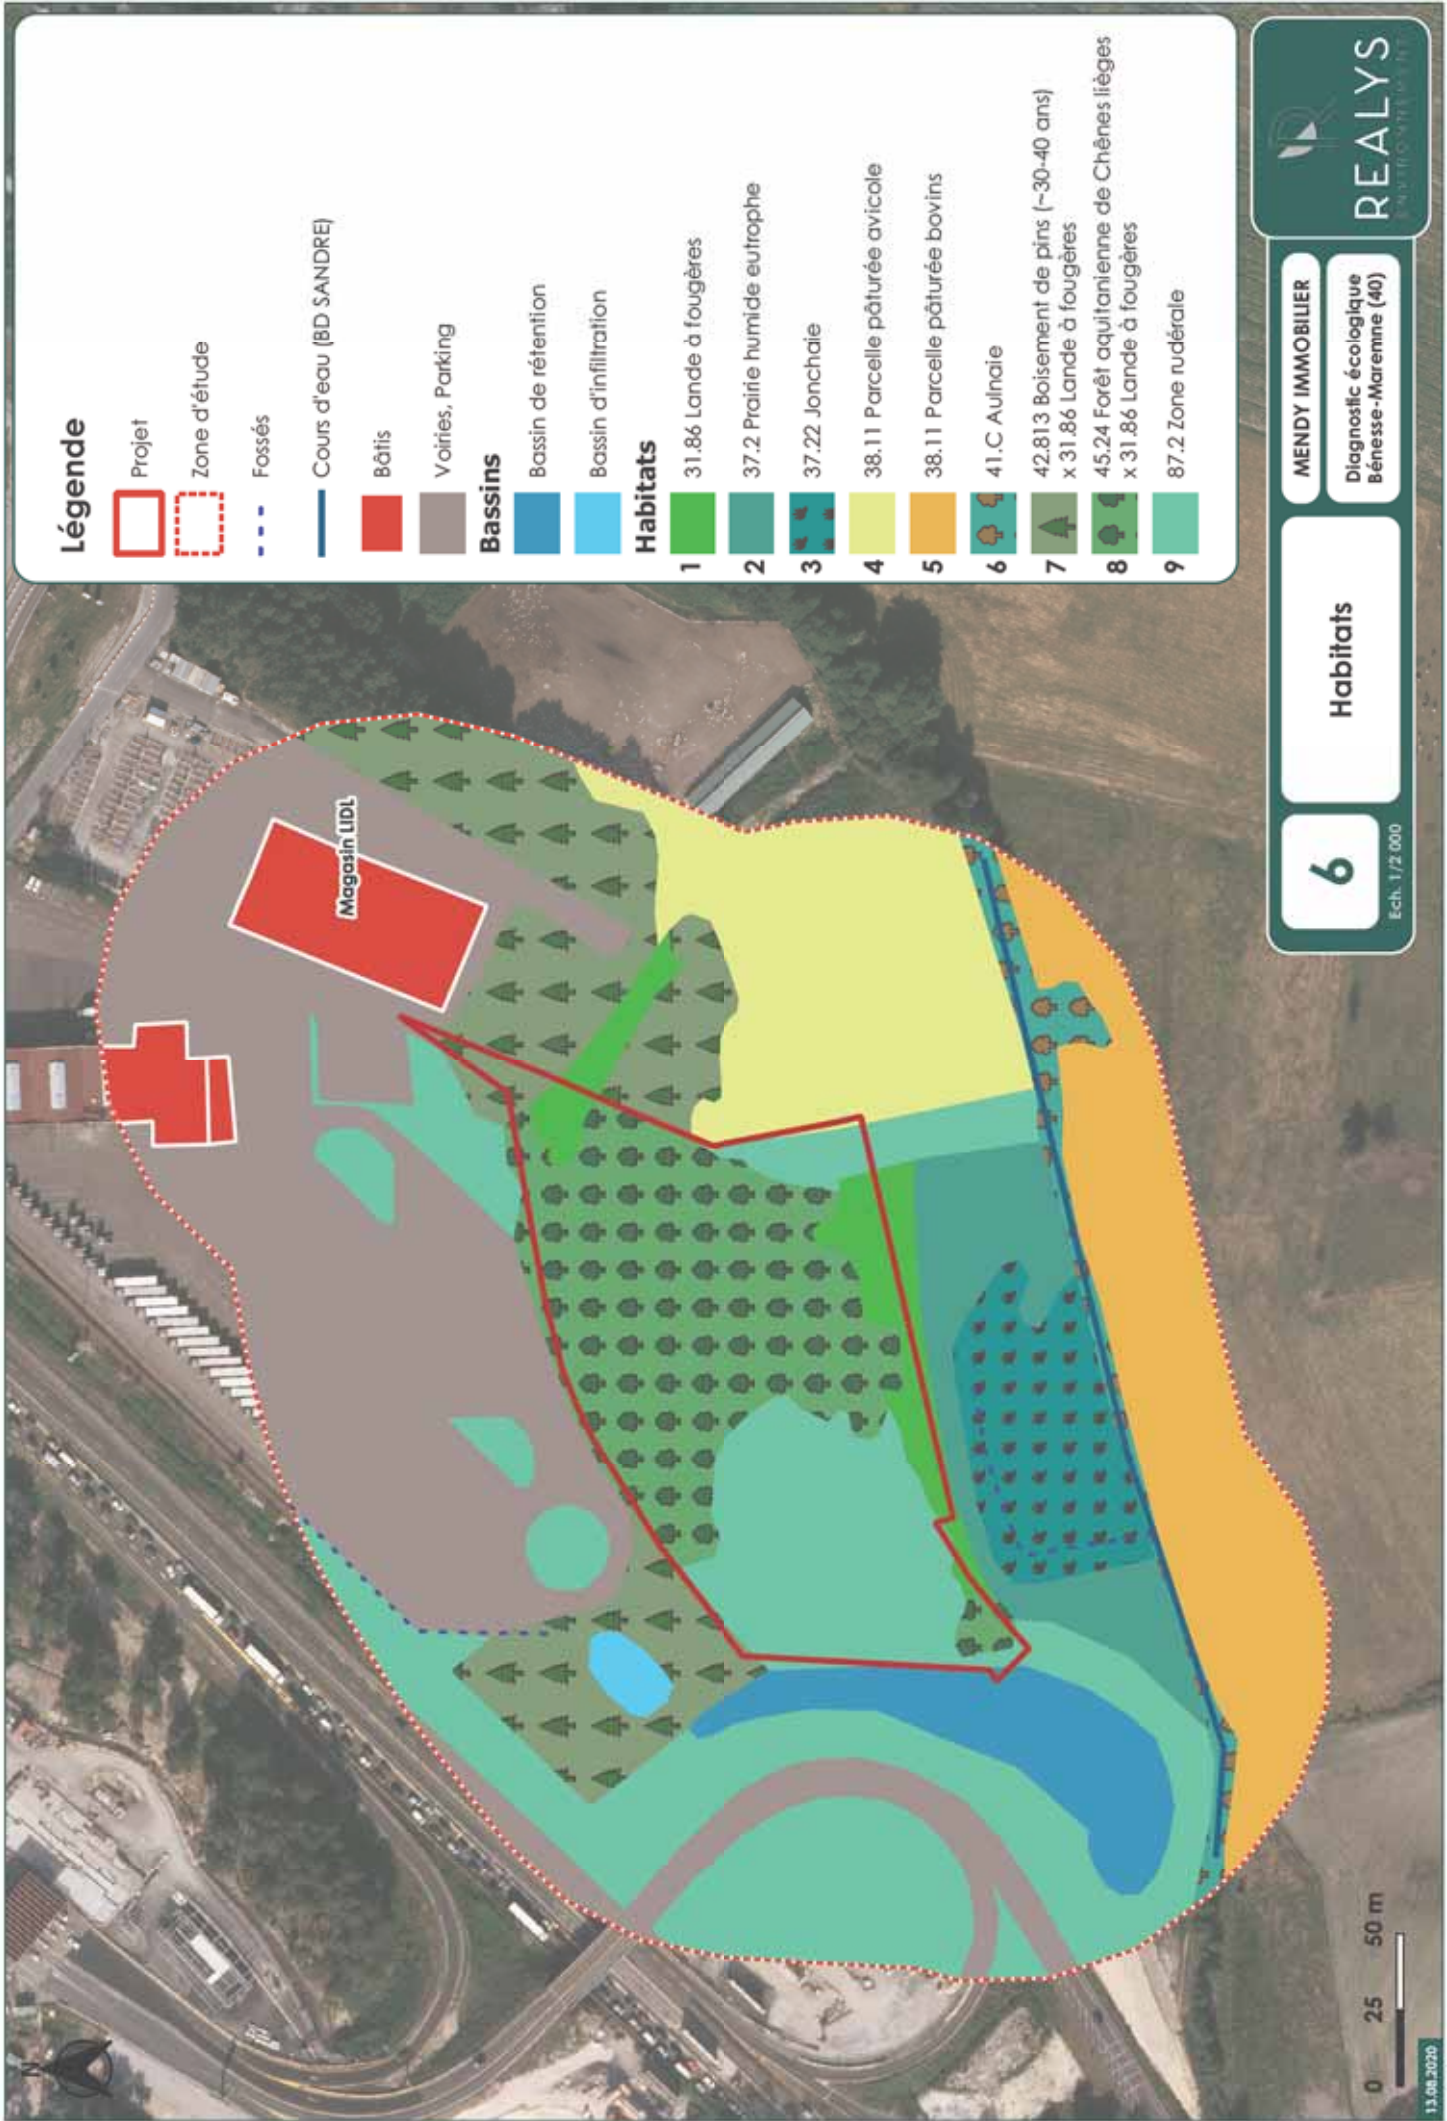 Légende
Projet
Zone d'étude
Fossés
Cours d'eau (BD SANDRE)
Bâtis
Voiries, Parking
Bassins
Bassin de rétention
Bassin d'infiltration
Habitats
1 31.86 Lande à fougères
2 37.2 Prairie humide eutrophe
3 37.22 Jonchaie
4 38.11 Parcelle pâturée avicole
5 38.11 Parcelle pâturée bovins
6 41.C Aulnaie
7 42.813 Boisement de pins (~30-40 ans)
x 31.86 Lande à fougères
8 45.24 Forêt aquitanienne de Chênes lièges
x 31.86 Lande à fougères
9 87.2 Zone rudérale
Magasin LIDL
N
0 25 50 m
13.08.2020
6
Ech. 1/2 000
Habitats
MENDY IMMOBILIER
Diagnostic écologique
Bénesse-Maremne (40)
REALYS
ENVIRONNEMENT